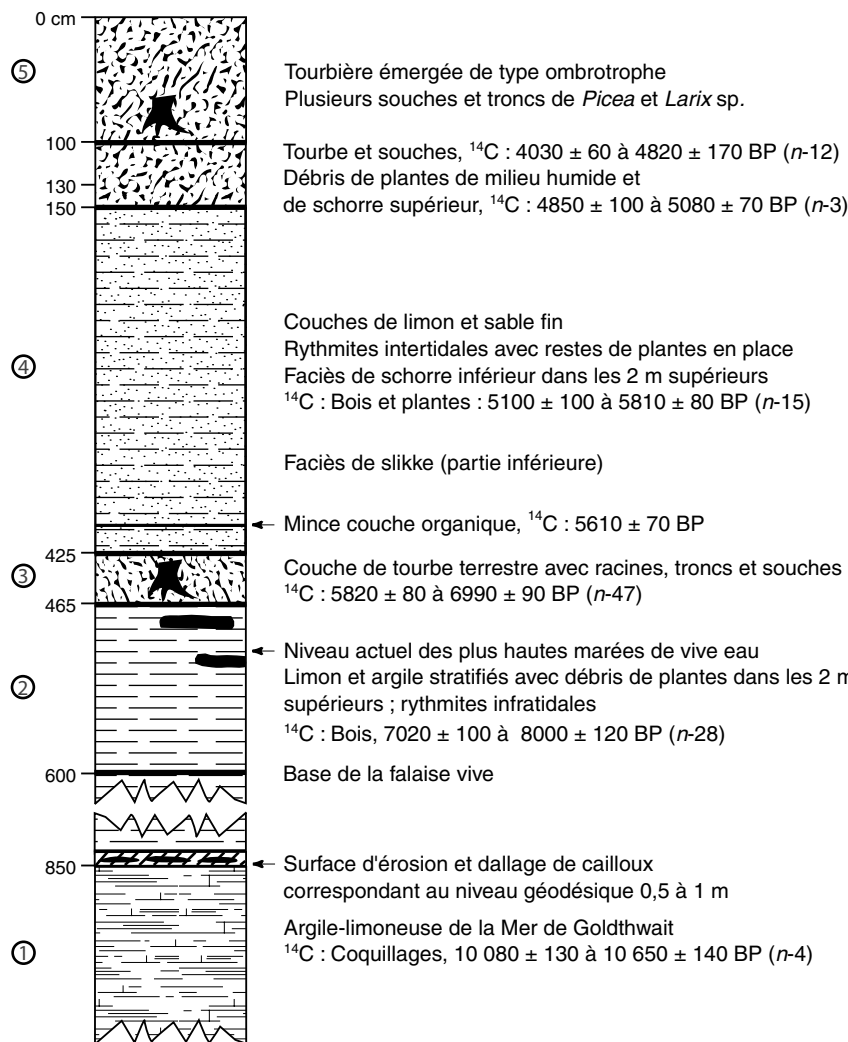 0 cm
⑤
Tourbière émergée de type ombrotrophe
Plusieurs souches et troncs de Picea et Larix sp.
100
Tourbe et souches, ¹⁴C : 4030 ± 60 à 4820 ± 170 BP (n-12)
130
Débris de plantes de milieu humide et
150
de schorre supérieur, ¹⁴C : 4850 ± 100 à 5080 ± 70 BP (n-3)
④
Couches de limon et sable fin
Rythmites intertidales avec restes de plantes en place
Faciès de schorre inférieur dans les 2 m supérieurs
¹⁴C : Bois et plantes : 5100 ± 100 à 5810 ± 80 BP (n-15)
Faciès de slikke (partie inférieure)
Mince couche organique, ¹⁴C : 5610 ± 70 BP
425
③
Couche de tourbe terrestre avec racines, troncs et souches
¹⁴C : 5820 ± 80 à 6990 ± 90 BP (n-47)
465
②
Niveau actuel des plus hautes marées de vive eau
Limon et argile stratifiés avec débris de plantes dans les 2 m
supérieurs ; rythmites infratidales
¹⁴C : Bois, 7020 ± 100 à 8000 ± 120 BP (n-28)
600
Base de la falaise vive
850
Surface d'érosion et dallage de cailloux
correspondant au niveau géodésique 0,5 à 1 m
①
Argile-limoneuse de la Mer de Goldthwait
¹⁴C : Coquillages, 10 080 ± 130 à 10 650 ± 140 BP (n-4)